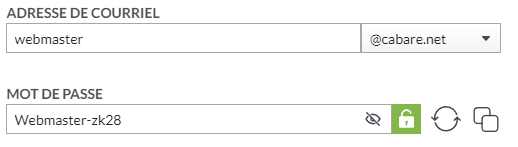 ADRESSE DE COURRIEL
webmaster @cabare.net
MOT DE PASSE
Webmaster-zk28